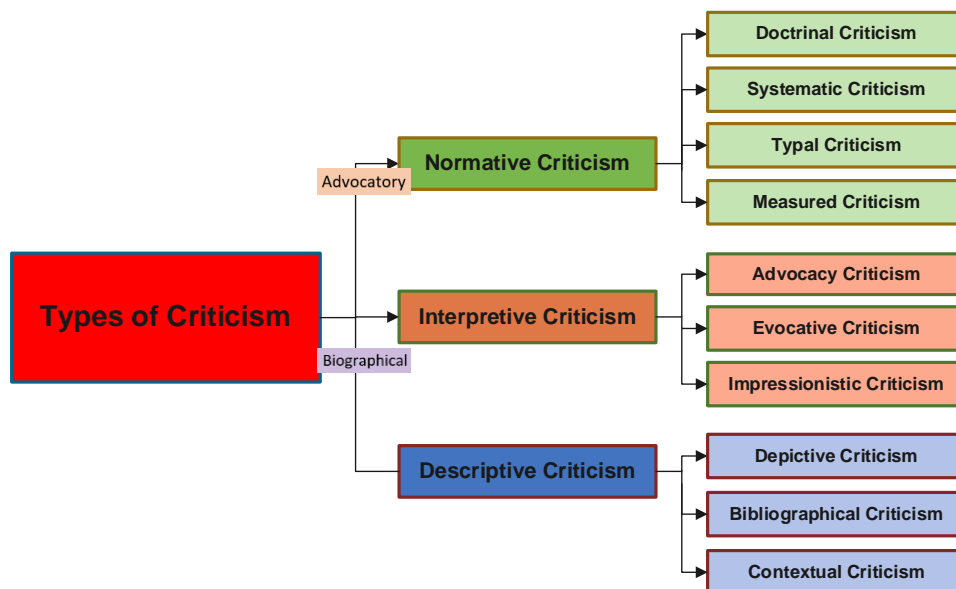 Doctrinal Criticism
Systematic Criticism
Typal Criticism
Normative Criticism
Advocatory
Measured Criticism
Advocacy Criticism
Types of Criticism
Interpretive Criticism
Evocative Criticism
Biographical
Impressionistic Criticism
Depictive Criticism
Descriptive Criticism
Bibliographical Criticism
Contextual Criticism